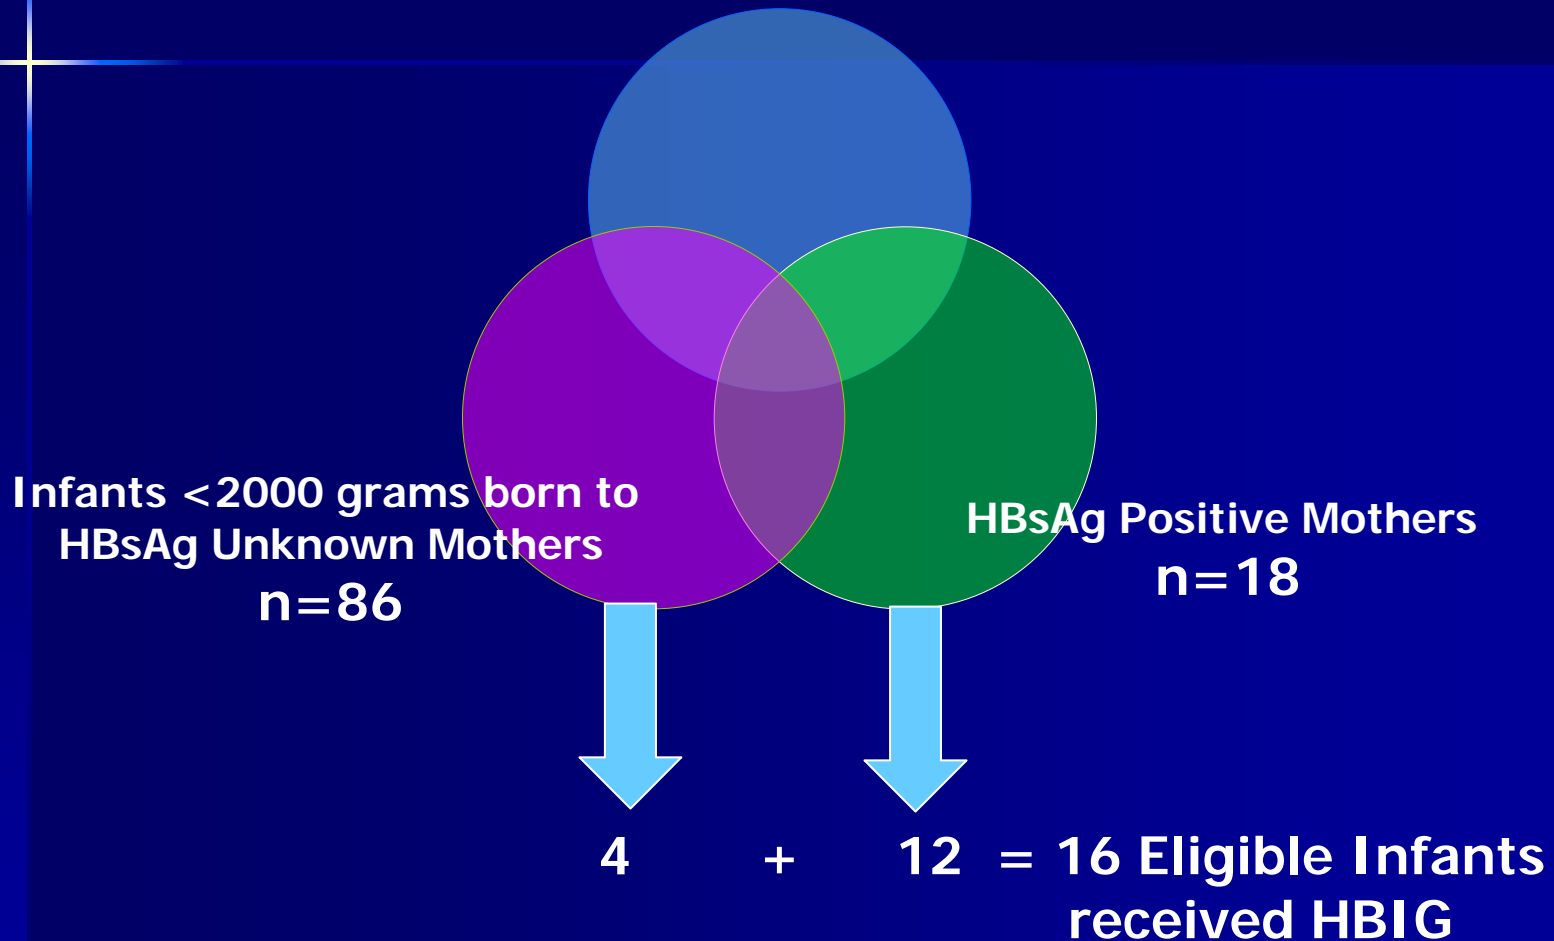 Infants <2000 grams born to
HBsAg Unknown Mothers
n=86
HBsAg Positive Mothers
n=18
4 + 12 = 16 Eligible Infants
received HBIG